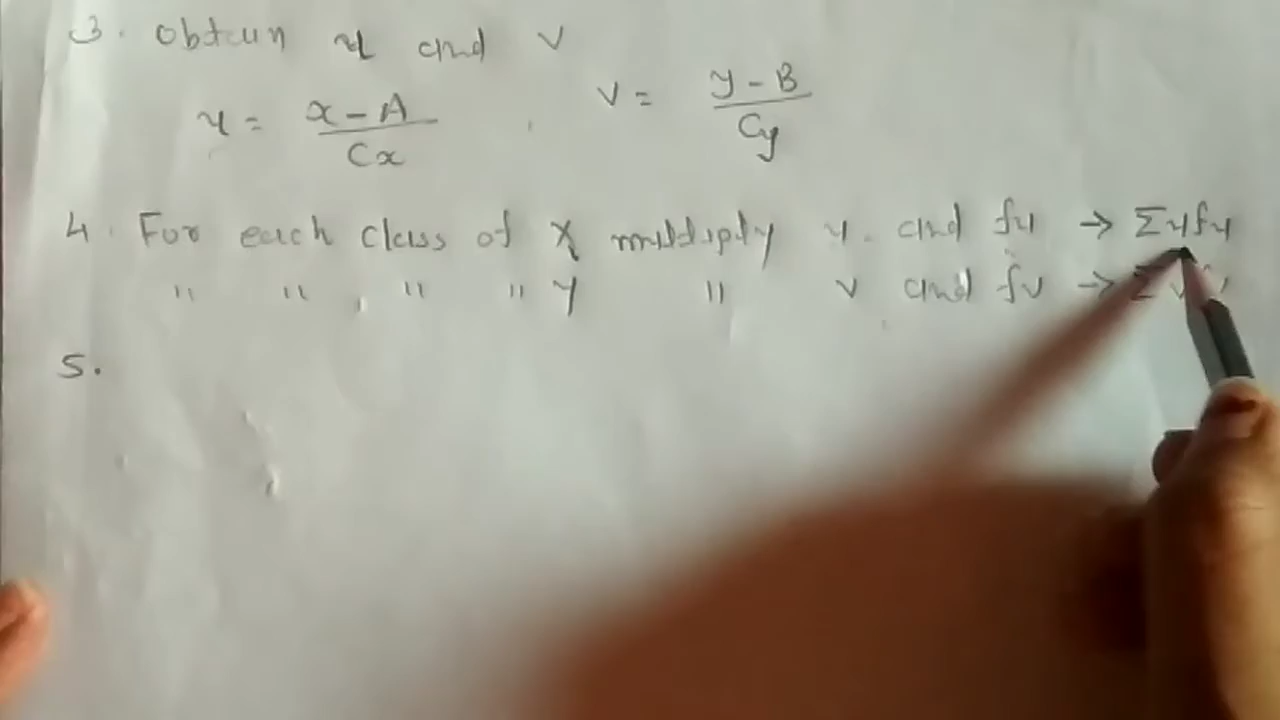 3. obtain u and v
u = x - A / Cx    v = y - B / Cy
4. For each class of X multiply u and fu → Σufu
" " , " " y " v and fv → Σ
5.